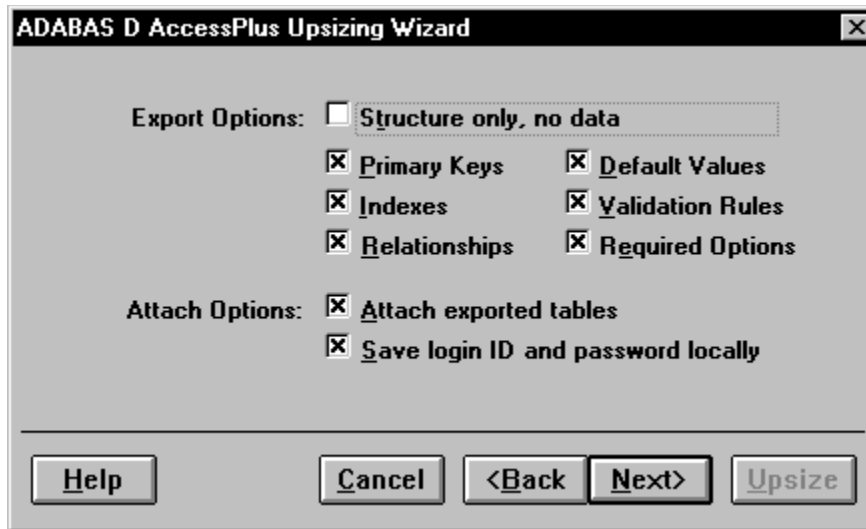 ADABAS D AccessPlus Upsizing Wizard
Export Options: Structure only, no data
Primary Keys Default Values
Indexes Validation Rules
Relationships Required Options
Attach Options: Attach exported tables
Save login ID and password locally
Help Cancel <Back Next> Upsize